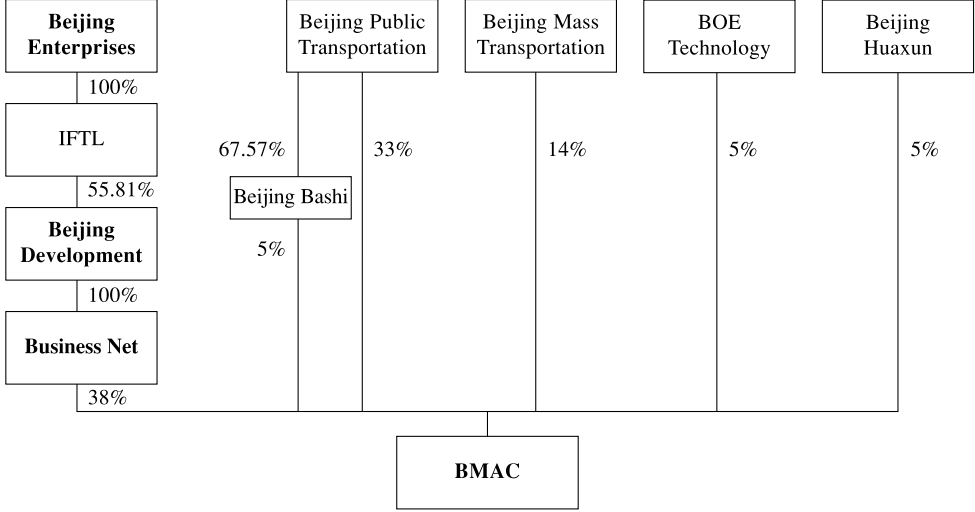 Beijing
Enterprises
Beijing Public
Transportation
Beijing Mass
Transportation
BOE
Technology
Beijing
Huaxun
100%
IFTL
67.57%
33%
14%
5%
5%
55.81%
Beijing Bashi
Beijing
Development
5%
100%
Business Net
38%
BMAC